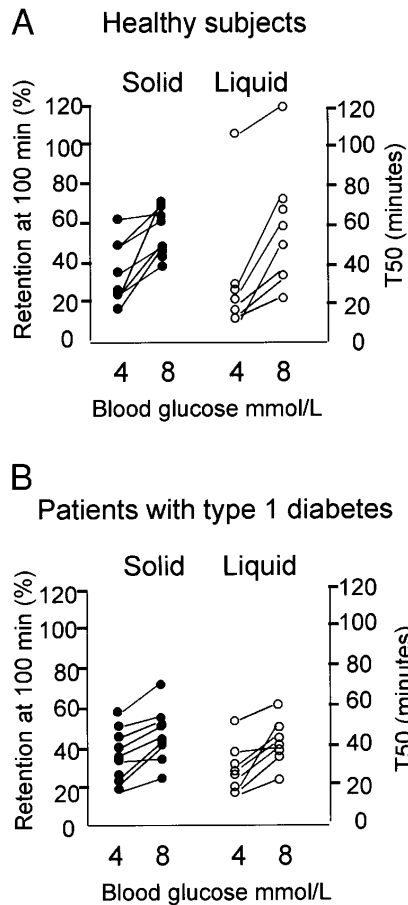 A
Healthy subjects
Solid Liquid
Retention at 100 min (%)
120
100
80
60
40
20
0
120
100
80
60
40
20
0
T50 (minutes)
4 8 4 8
Blood glucose mmol/L
B
Patients with type 1 diabetes
Solid Liquid
Retention at 100 min (%)
120
100
80
60
40
20
0
120
100
80
60
40
20
0
T50 (minutes)
4 8 4 8
Blood glucose mmol/L